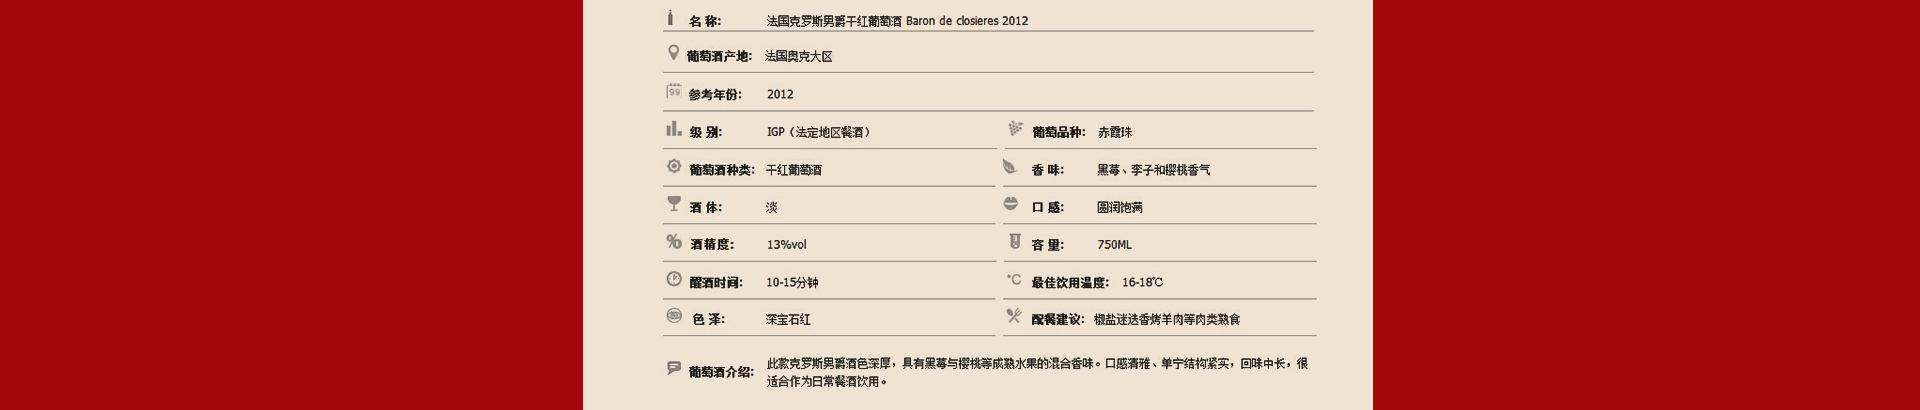 名 称: 法国克罗斯男爵干红葡萄酒 Baron de closieres 2012
葡萄酒产地: 法国奥克大区
99
参考年份: 2012
级 别: IGP（法定地区餐酒） 葡萄品种: 赤霞珠
葡萄酒种类: 干红葡萄酒 香 味: 黑莓、李子和樱桃香气
酒 体: 淡 口 感: 圆润饱满
% 酒精度: 13%vol 容 量: 750ML
醒酒时间: 10-15分钟 °C 最佳饮用温度: 16-18℃
色 泽: 深宝石红 配餐建议: 椒盐迷迭香烤羊肉等肉类熟食
葡萄酒介绍: 此款克罗斯男爵酒色深厚，具有黑莓与樱桃等成熟水果的混合香味。口感清雅、单宁结构紧实，回味中长，很
适合作为日常餐酒饮用。